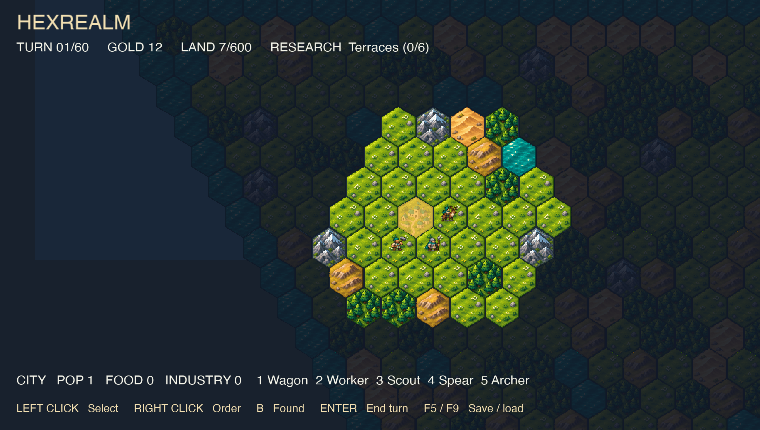 HEXREALM
TURN 01/60 GOLD 12 LAND 7/600 RESEARCH Terraces (0/6)
CITY POP 1 FOOD 0 INDUSTRY 0 1 Wagon 2 Worker 3 Scout 4 Spear 5 Archer
LEFT CLICK Select RIGHT CLICK Order B Found ENTER End turn F5 / F9 Save / load